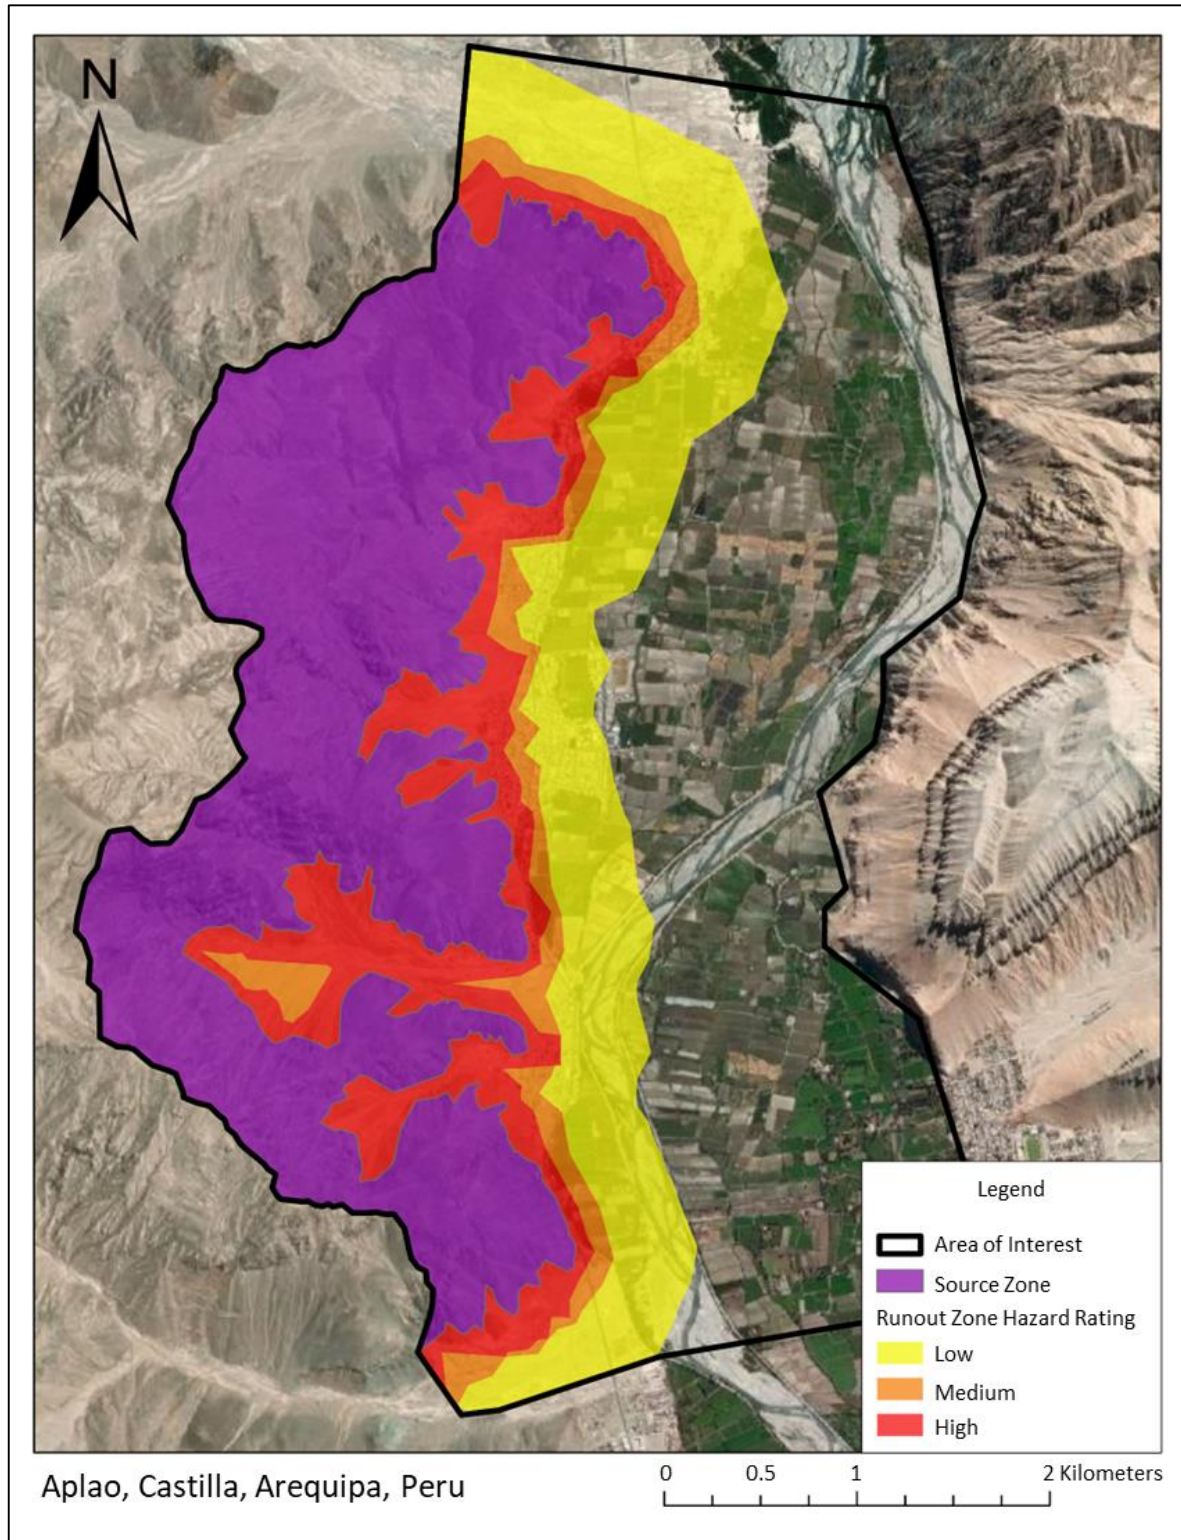 N
Legend
Area of Interest
Source Zone
Runout Zone Hazard Rating
Low
Medium
High
Aplao, Castilla, Arequipa, Peru
0 0.5 1 2 Kilometers